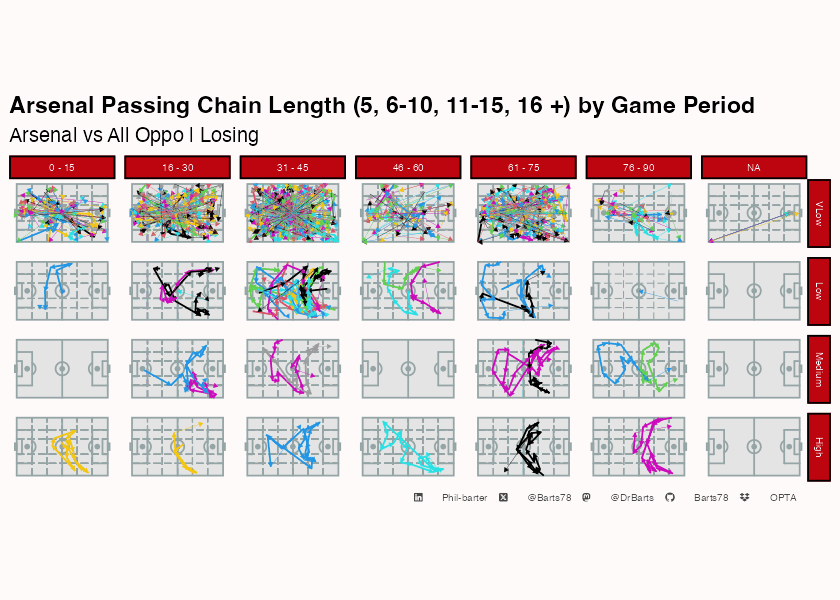 Arsenal Passing Chain Length (5, 6-10, 11-15, 16 +) by Game Period
Arsenal vs All Oppo | Losing
0 - 15 16 - 30 31 - 45 46 - 60 61 - 75 76 - 90 NA
V.Low
Low
Medium
High
Phil-barter @Barts78 @DrBarts Barts78 OPTA